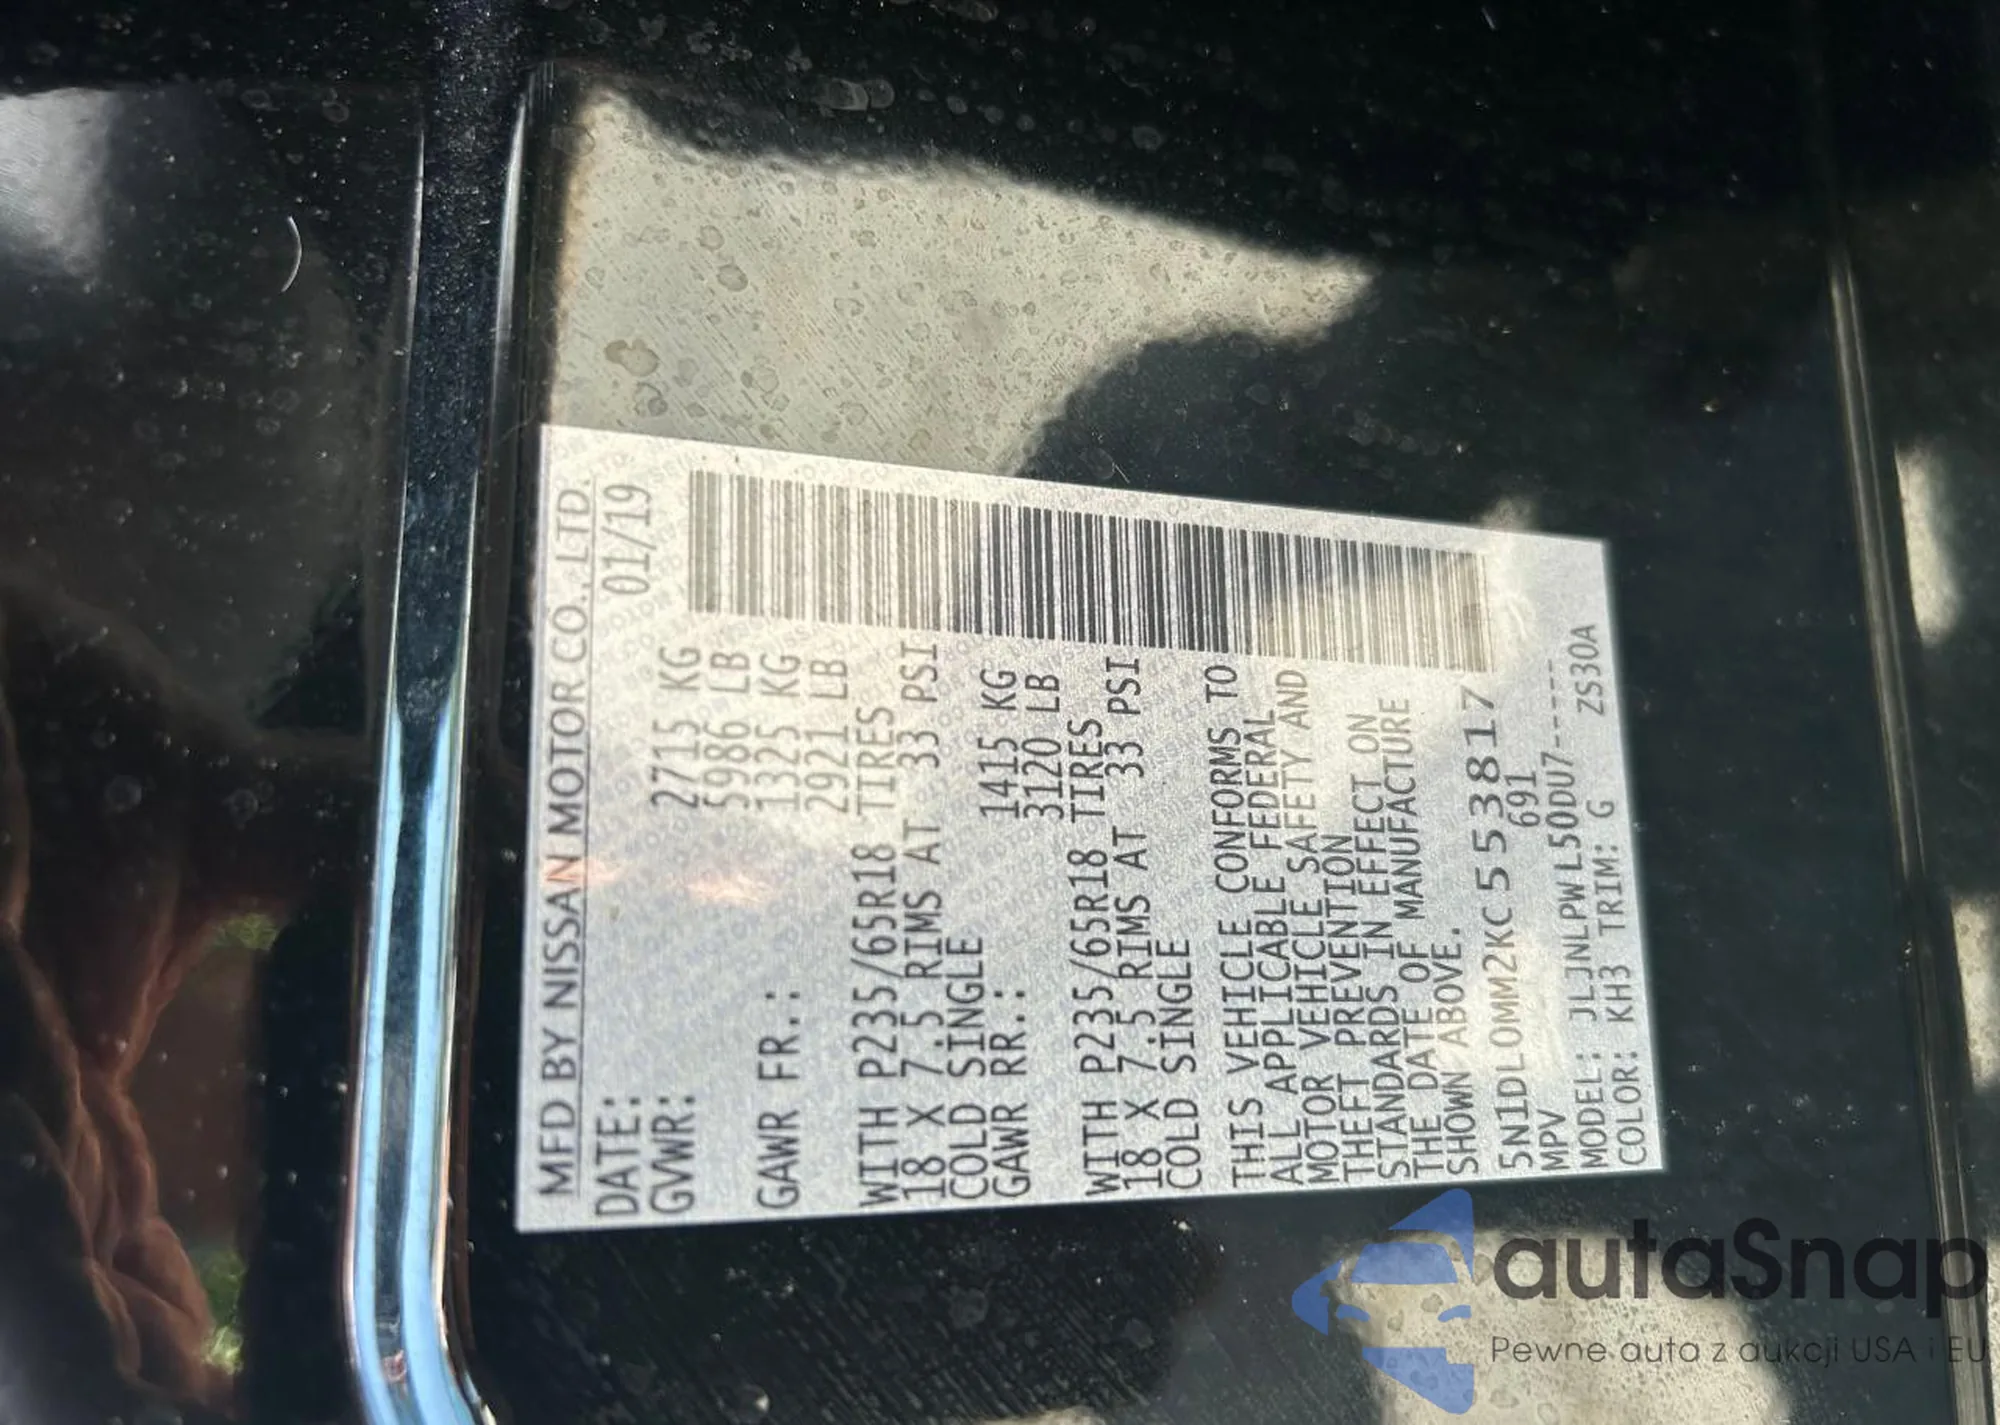 MFD BY NISSAN MOTOR CO., LTD.
DATE: 01/19
GVWR: 2715 KG
5986 LB
GAWR FR.: 1325 KG
2921 LB
WITH P235/65R18 TIRES
18 X 7.5 RIMS AT 33 PSI
COLD SINGLE
GAWR RR.: 1415 KG
3120 LB
WITH P235/65R18 TIRES
18 X 7.5 RIMS AT 33 PSI
COLD SINGLE
THIS VEHICLE CONFORMS TO
ALL APPLICABLE FEDERAL
MOTOR VEHICLE SAFETY AND
THEFT PREVENTION
STANDARDS IN EFFECT ON
THE DATE OF MANUFACTURE
SHOWN ABOVE.
5N1DL0MM2KC553817
MPV 691
MODEL: JLJNLPWL50DU7-----
COLOR: KH3 TRIM: G ZS30A
autaSnap
Pewne auta z aukcji USA i EU